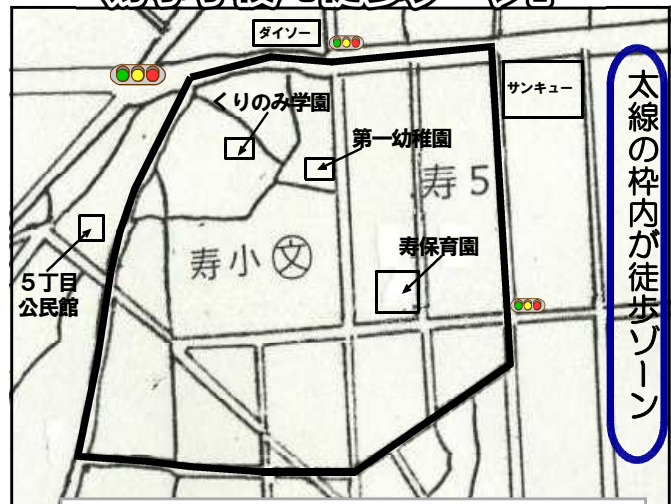 ダイソー
サンキュー
くりのみ学園
第一幼稚園
寿5
寿保育園
寿小文
5丁目
公民館
太線の枠内が徒歩ゾーン